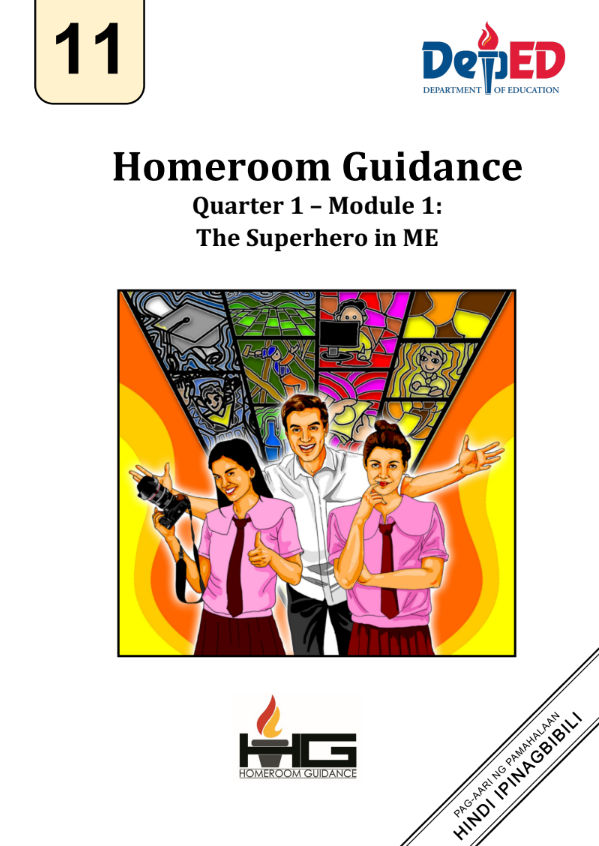 11
DepED
DEPARTMENT OF EDUCATION
Homeroom Guidance
Quarter 1 – Module 1:
The Superhero in ME
HG
HOMEROOM GUIDANCE
PAG-AARI NG PAMAHALAAN
HINDI IPINAGBIBILI